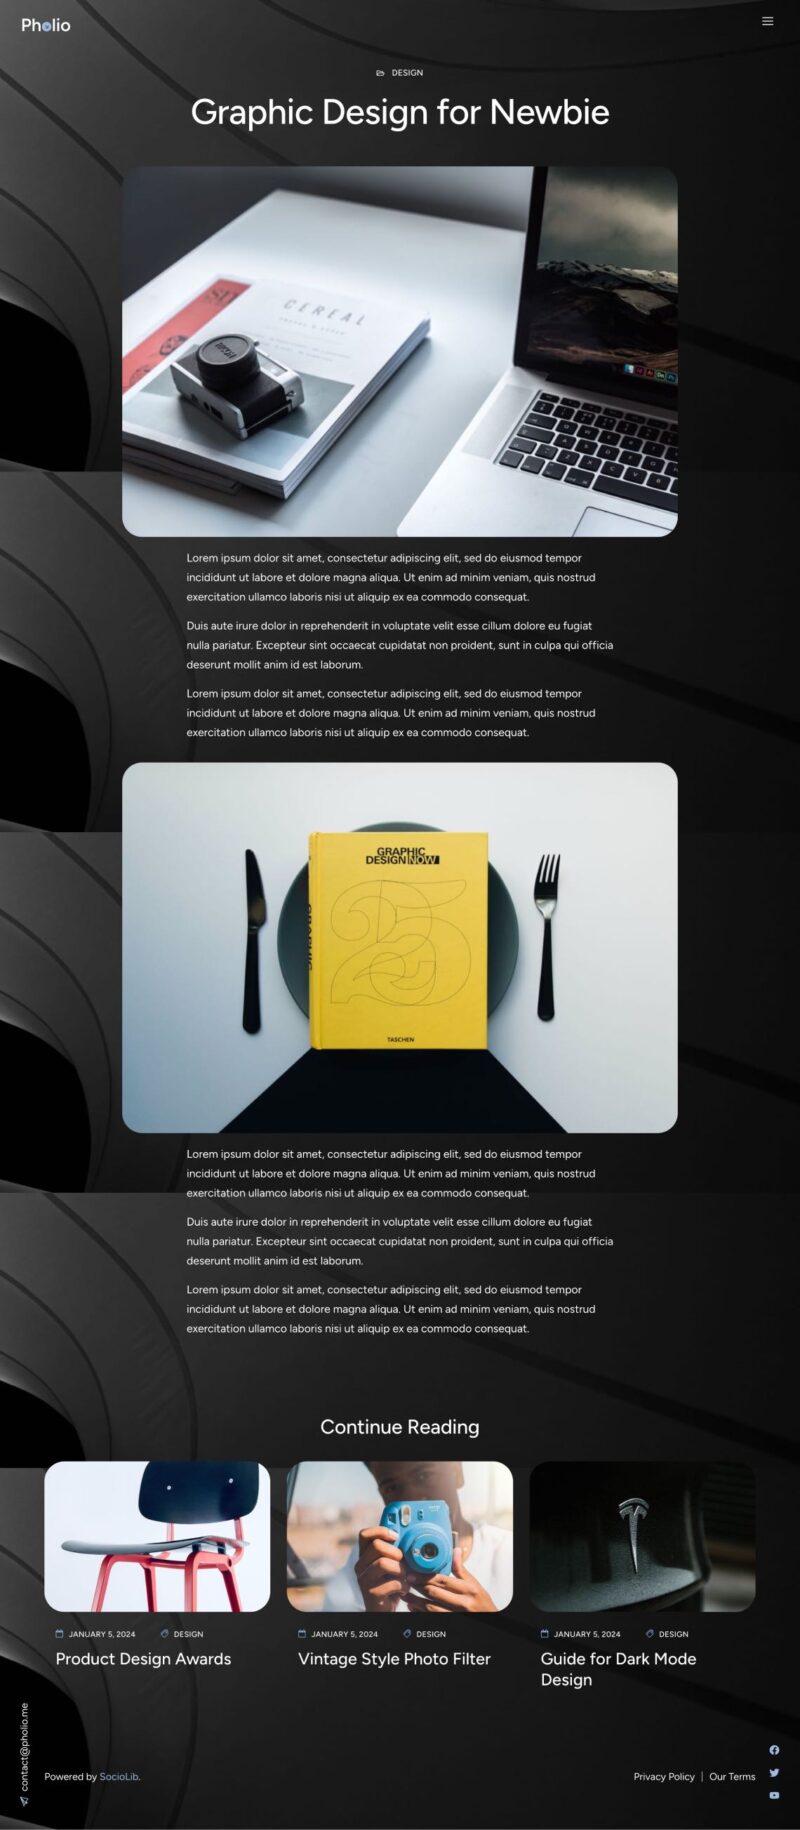 Pholio
DESIGN
Graphic Design for Newbie
CEREAL
Lorem ipsum dolor sit amet, consectetur adipiscing elit, sed do eiusmod tempor
incididunt ut labore et dolore magna aliqua. Ut enim ad minim veniam, quis nostrud
exercitation ullamco laboris nisi ut aliquip ex ea commodo consequat.
Duis aute irure dolor in reprehenderit in voluptate velit esse cillum dolore eu fugiat
nulla pariatur. Excepteur sint occaecat cupidatat non proident, sunt in culpa qui officia
deserunt mollit anim id est laborum.
Lorem ipsum dolor sit amet, consectetur adipiscing elit, sed do eiusmod tempor
incididunt ut labore et dolore magna aliqua. Ut enim ad minim veniam, quis nostrud
exercitation ullamco laboris nisi ut aliquip ex ea commodo consequat.
GRAPHIC
DESIGN NOW
GRAPHIC
TASCHEN
Lorem ipsum dolor sit amet, consectetur adipiscing elit, sed do eiusmod tempor
incididunt ut labore et dolore magna aliqua. Ut enim ad minim veniam, quis nostrud
exercitation ullamco laboris nisi ut aliquip ex ea commodo consequat.
Duis aute irure dolor in reprehenderit in voluptate velit esse cillum dolore eu fugiat
nulla pariatur. Excepteur sint occaecat cupidatat non proident, sunt in culpa qui officia
deserunt mollit anim id est laborum.
Lorem ipsum dolor sit amet, consectetur adipiscing elit, sed do eiusmod tempor
incididunt ut labore et dolore magna aliqua. Ut enim ad minim veniam, quis nostrud
exercitation ullamco laboris nisi ut aliquip ex ea commodo consequat.
Continue Reading
JANUARY 5, 2024 DESIGN
Product Design Awards
JANUARY 5, 2024 DESIGN
Vintage Style Photo Filter
JANUARY 5, 2024 DESIGN
Guide for Dark Mode
Design
contact@pholio.me
Powered by SocioLib.
Privacy Policy | Our Terms